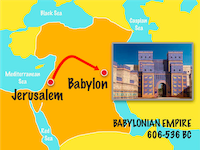 Black Sea
Caspian
Sea
Mediterranean
Sea
Babylon
Jerusalem
Red
Sea
BABYLONIAN EMPIRE
606-536 BC